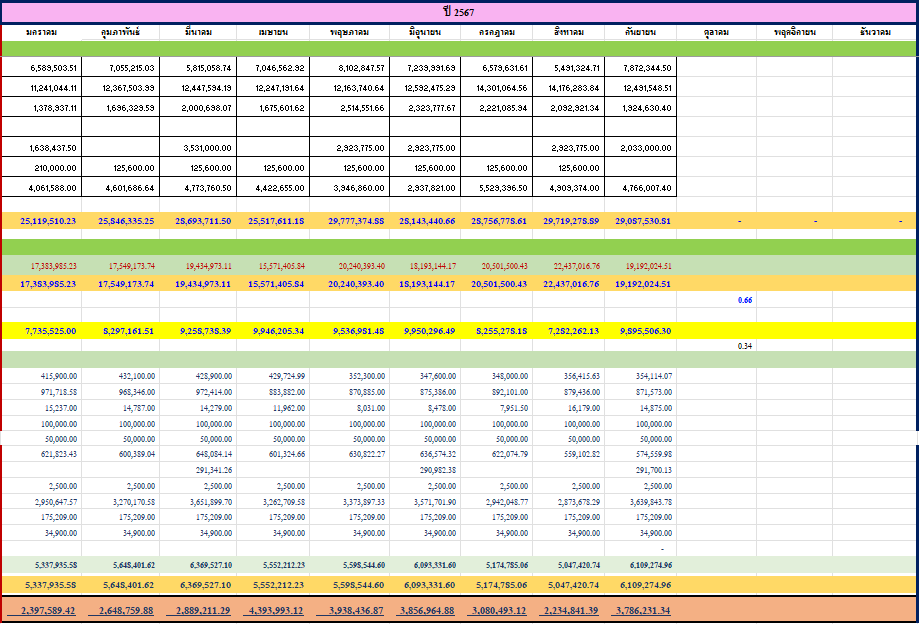 ปี 2567
มกราคม กุมภาพันธ์ มีนาคม เมษายน พฤษภาคม มิถุนายน กรกฎาคม สิงหาคม กันยายน ตุลาคม พฤศจิกายน ธันวาคม
6,589,503.51 7,055,215.03 5,815,058.74 7,046,562.92 8,102,847.57 7,239,991.69 6,579,631.61 5,491,324.71 7,872,344.50
11,241,044.11 12,367,503.99 12,447,594.19 12,247,191.64 12,163,740.64 12,592,475.29 14,301,064.56 14,176,283.84 12,491,548.51
1,378,937.11 1,696,329.59 2,000,698.07 1,675,601.62 2,514,551.66 2,323,777.67 2,221,085.94 2,092,921.34 1,924,630.40
1,638,437.50 3,531,000.00 2,923,775.00 2,923,775.00 2,923,775.00 2,033,000.00
210,000.00 125,600.00 125,600.00 125,600.00 125,600.00 125,600.00 125,600.00 125,600.00
4,061,588.00 4,601,686.64 4,773,760.50 4,422,655.00 3,946,860.00 2,937,821.00 5,529,396.50 4,909,374.00 4,766,007.40
25,119,510.23 25,846,335.25 28,693,711.50 25,517,611.18 29,777,374.88 28,143,440.66 28,756,778.61 29,719,278.89 29,087,530.81 - - -
17,383,985.23 17,549,173.74 19,434,973.11 15,571,405.84 20,240,393.40 18,193,144.17 20,501,500.43 22,437,016.76 19,192,024.51
17,383,985.23 17,549,173.74 19,434,973.11 15,571,405.84 20,240,393.40 18,193,144.17 20,501,500.43 22,437,016.76 19,192,024.51
0.66
7,735,525.00 8,297,161.51 9,258,738.39 9,946,205.34 9,536,981.48 9,950,296.49 8,255,278.18 7,282,262.13 9,895,506.30
0.34
415,900.00 432,100.00 428,900.00 429,724.99 352,300.00 347,600.00 348,000.00 356,415.63 354,114.07
971,718.58 968,346.00 972,414.00 883,882.00 870,885.00 875,386.00 892,101.00 879,436.00 871,573.00
15,237.00 14,787.00 14,279.00 11,962.00 8,031.00 8,478.00 7,951.50 16,179.00 14,875.00
100,000.00 100,000.00 100,000.00 100,000.00 100,000.00 100,000.00 100,000.00 100,000.00 100,000.00
50,000.00 50,000.00 50,000.00 50,000.00 50,000.00 50,000.00 50,000.00 50,000.00 50,000.00
621,823.43 600,389.04 648,084.14 601,324.66 630,822.27 636,574.32 622,074.79 559,102.82 574,559.98
291,341.26 290,982.38 291,700.13
2,500.00 2,500.00 2,500.00 2,500.00 2,500.00 2,500.00 2,500.00 2,500.00 2,500.00
2,950,647.57 3,270,170.58 3,651,899.70 3,262,709.58 3,373,897.33 3,571,701.90 2,942,048.77 2,873,678.29 3,639,843.78
175,209.00 175,209.00 175,209.00 175,209.00 175,209.00 175,209.00 175,209.00 175,209.00 175,209.00
34,900.00 34,900.00 34,900.00 34,900.00 34,900.00 34,900.00 34,900.00 34,900.00 34,900.00
-
5,337,935.58 5,648,401.62 6,369,527.10 5,552,212.23 5,598,544.60 6,093,331.60 5,174,785.06 5,047,420.74 6,109,274.96
5,337,935.58 5,648,401.62 6,369,527.10 5,552,212.23 5,598,544.60 6,093,331.60 5,174,785.06 5,047,420.74 6,109,274.96
2,397,589.42 2,648,759.88 2,889,211.29 4,393,993.12 3,938,436.87 3,856,964.88 3,080,493.12 2,234,841.39 3,786,231.34